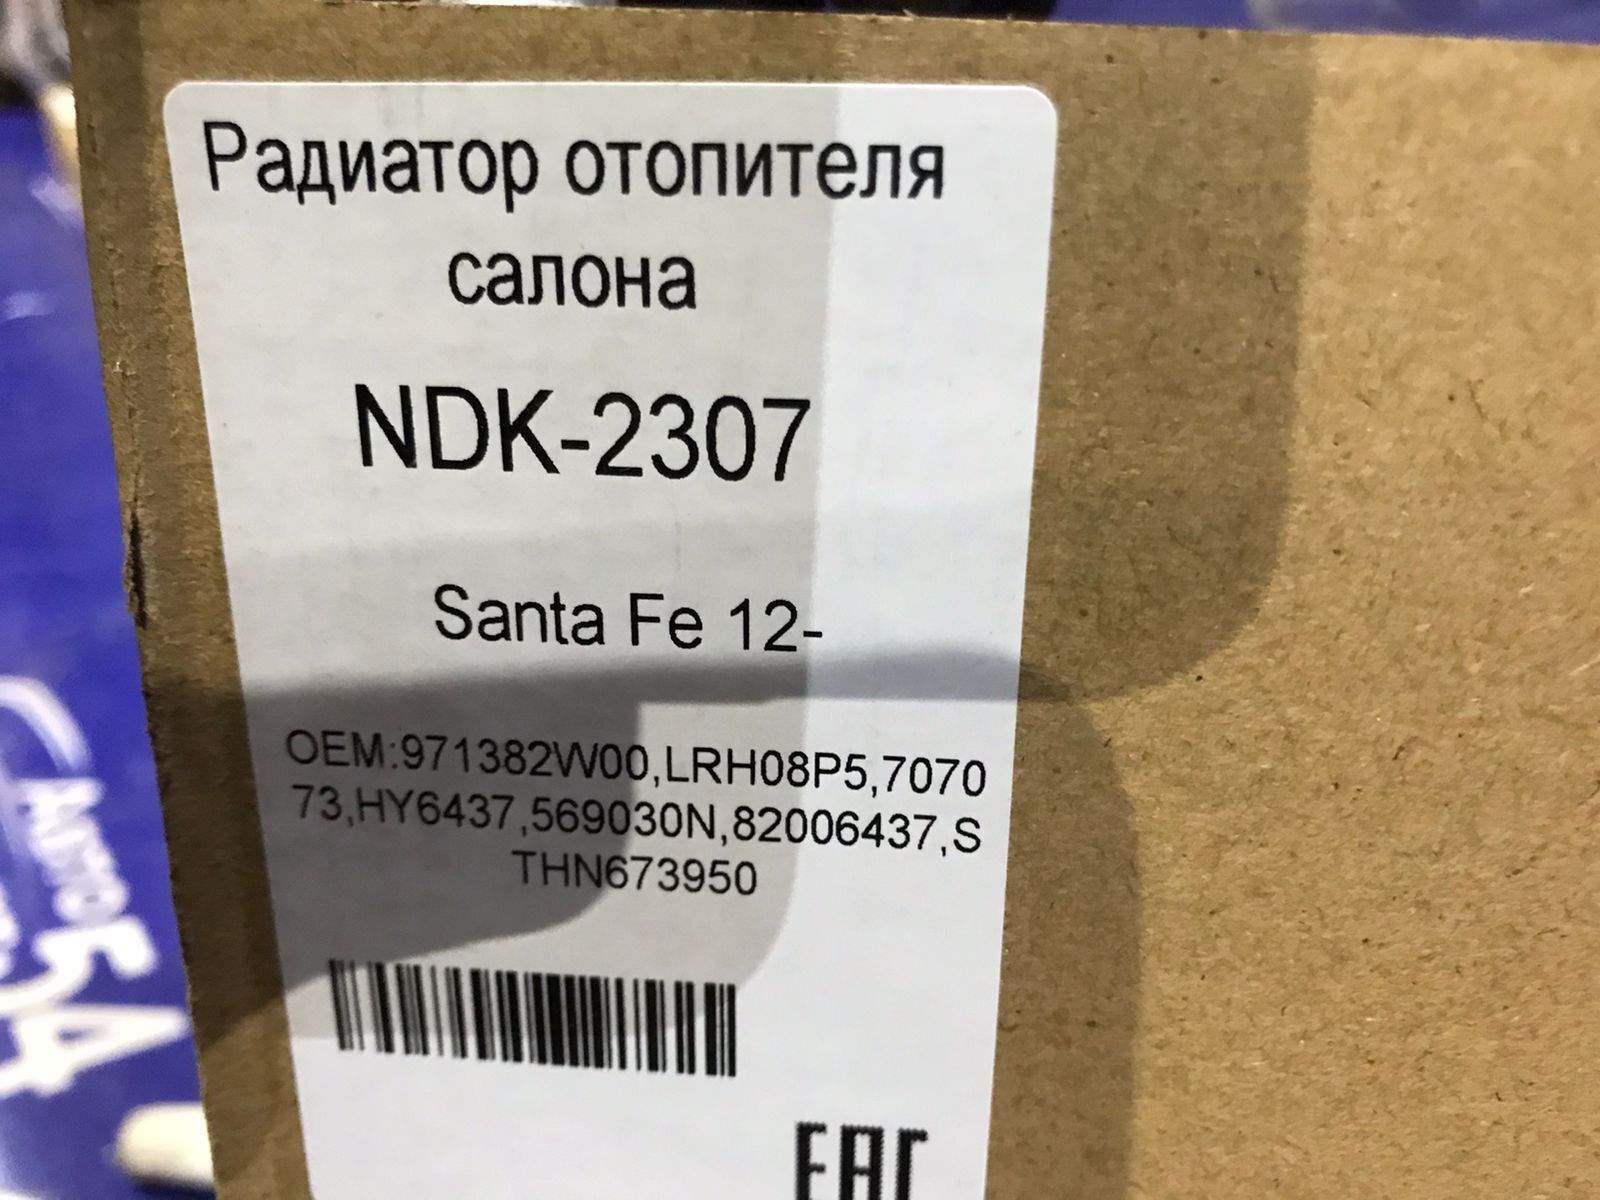 Радиатор отопителя
салона
NDK-2307
Santa Fe 12-
OEM:971382W00,LRH08P5,7070
73,HY6437,569030N,82006437,S
THN673950
EAC